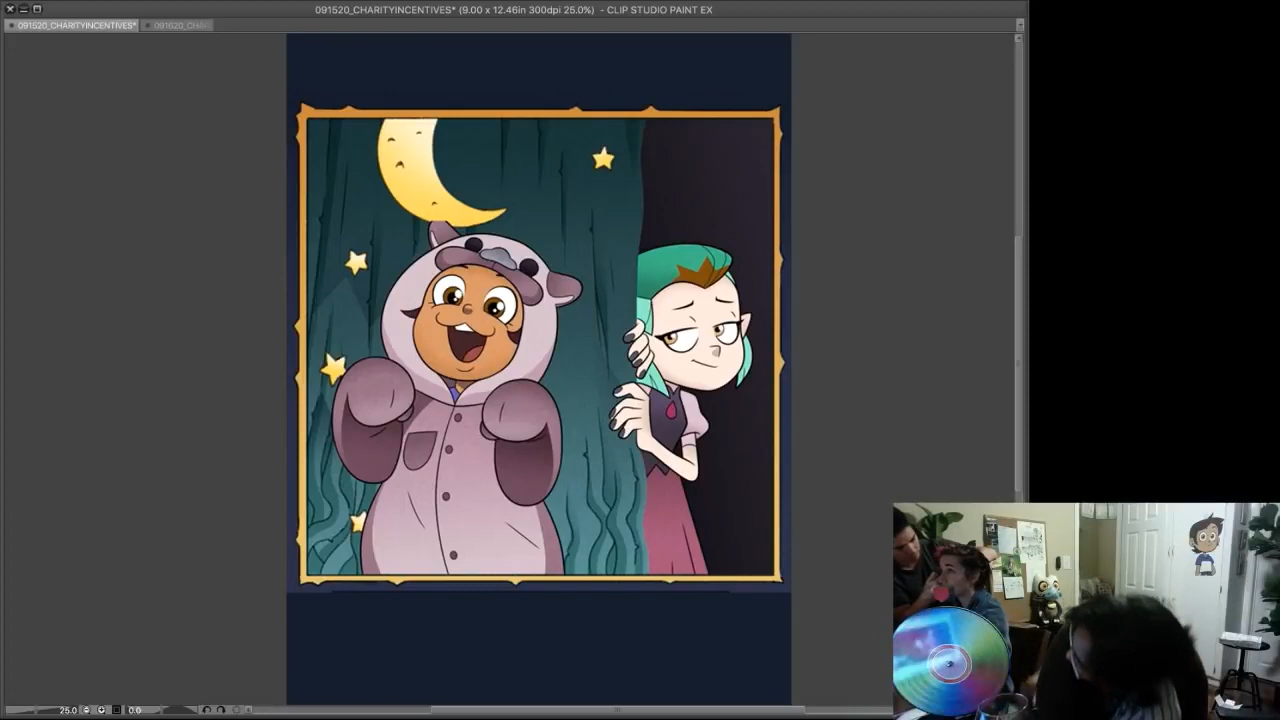 091520_CHARITYINCENTIVES* (9.00 x 12.46in 300dpi 25.0%) - CLIP STUDIO PAINT EX
091520_CHARITYINCENTIVES*
25.0
0.0